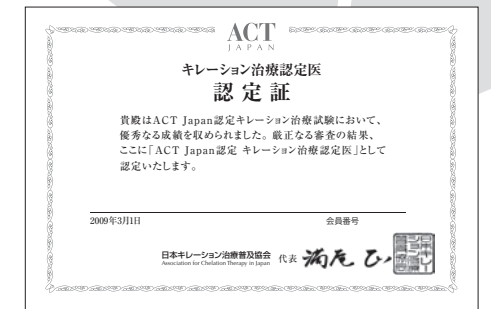 ACT
JAPAN
キレーション治療認定医
認定証
貴殿はACT Japan認定キレーション治療試験において、
優秀なる成績を収められました。厳正なる審査の結果、
ここに「ACT Japan認定 キレーション治療認定医」として
認定いたします。
2009年3月1日 会員番号
日本キレーション治療普及協会 代表
Association for Chelation Therapy in Japan